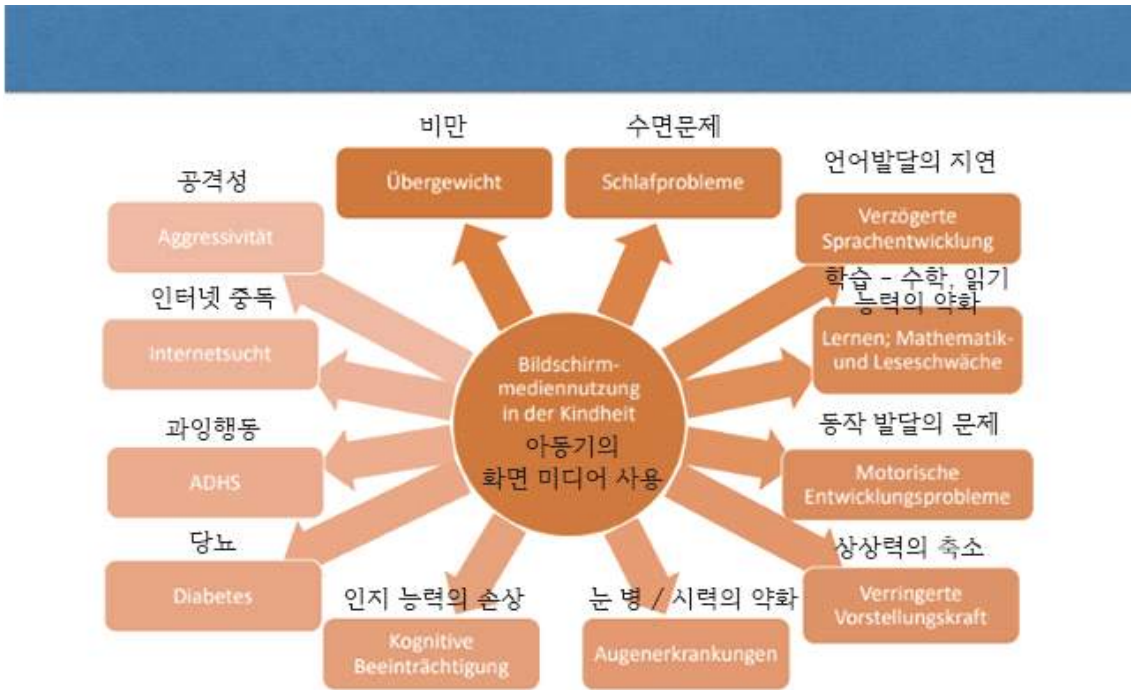 비만
Übergewicht
수면문제
Schlafprobleme
언어발달의 지연
Verzögerte
Sprachentwicklung
학습 - 수학, 읽기
능력의 약화
Lernen; Mathematik-
und Leseschwäche
동작 발달의 문제
Motorische
Entwicklungsprobleme
상상력의 축소
Verringerte
Vorstellungskraft
눈 병 / 시력의 약화
Augenerkrankungen
인지 능력의 손상
Kognitive
Beeinträchtigung
당뇨
Diabetes
과잉행동
ADHS
인터넷 중독
Internetsucht
공격성
Aggressivität
Bildschirm-
mediennutzung
in der Kindheit
아동기의
화면 미디어 사용